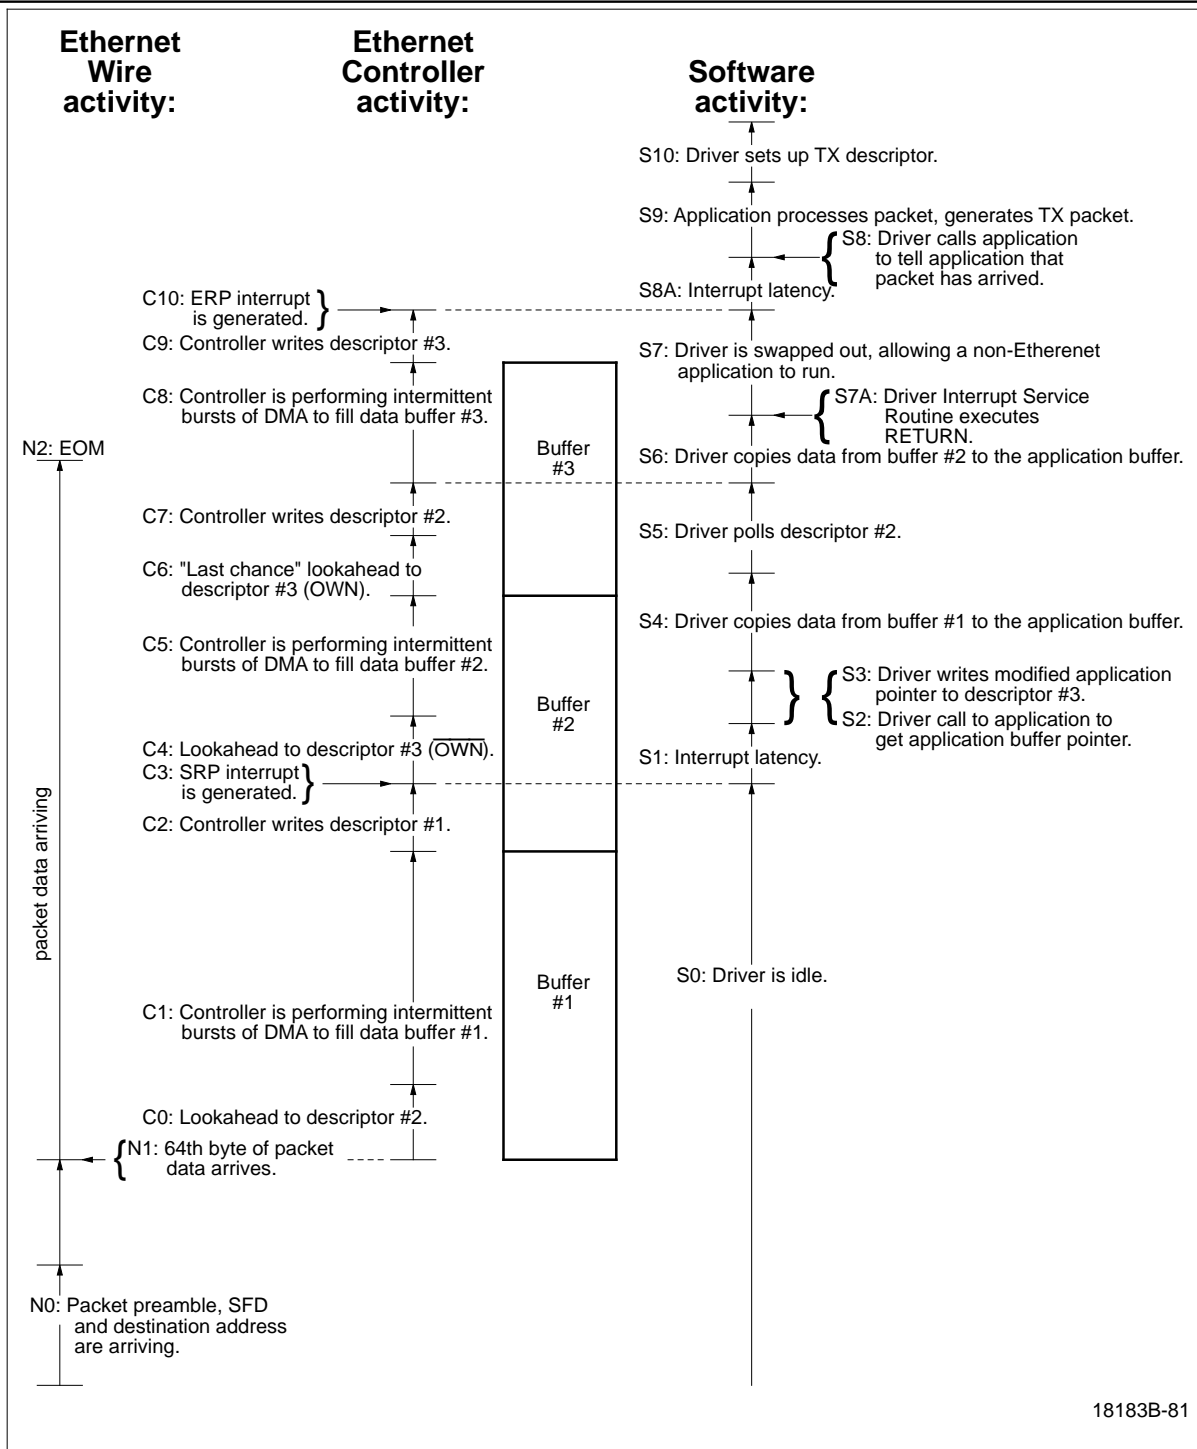 Ethernet
Wire
activity:
Ethernet
Controller
activity:
Software
activity:
S10: Driver sets up TX descriptor.
S9: Application processes packet, generates TX packet.
S8: Driver calls application
to tell application that
packet has arrived.
S8A: Interrupt latency.
C10: ERP interrupt
is generated.
C9: Controller writes descriptor #3.
S7: Driver is swapped out, allowing a non-Etherenet
application to run.
C8: Controller is performing intermittent
bursts of DMA to fill data buffer #3.
S7A: Driver Interrupt Service
Routine executes
RETURN.
N2: EOM
Buffer
#3
S6: Driver copies data from buffer #2 to the application buffer.
C7: Controller writes descriptor #2.
S5: Driver polls descriptor #2.
C6: "Last chance" lookahead to
descriptor #3 (OWN).
S4: Driver copies data from buffer #1 to the application buffer.
C5: Controller is performing intermittent
bursts of DMA to fill data buffer #2.
S3: Driver writes modified application
pointer to descriptor #3.
Buffer
#2
S2: Driver call to application to
get application buffer pointer.
C4: Lookahead to descriptor #3 (O̅W̅N̅).
S1: Interrupt latency.
C3: SRP interrupt
is generated.
C2: Controller writes descriptor #1.
packet data arriving
S0: Driver is idle.
Buffer
#1
C1: Controller is performing intermittent
bursts of DMA to fill data buffer #1.
C0: Lookahead to descriptor #2.
N1: 64th byte of packet
data arrives.
N0: Packet preamble, SFD
and destination address
are arriving.
18183B-81